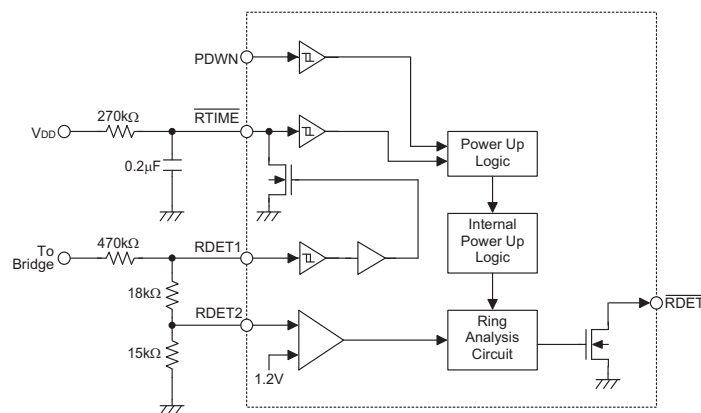 PDWN
270kΩ
RTIME
VDD
0.2μF
Power Up
Logic
To
Bridge
470kΩ
RDET1
Internal
Power Up
Logic
18kΩ
RDET2
15kΩ
1.2V
Ring
Analysis
Circuit
RDET